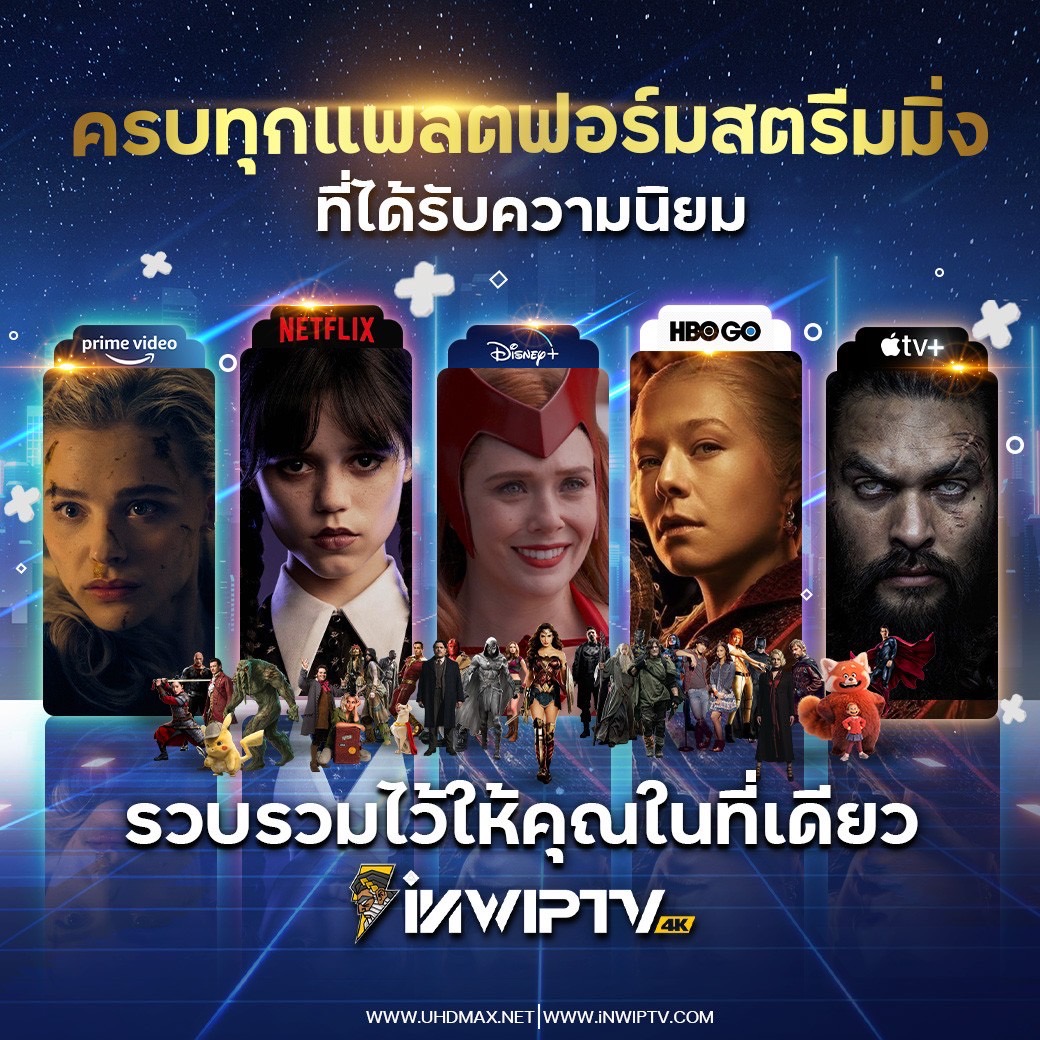 ครบทุกแพลตฟอร์มสตรีมมิ่ง
ที่ได้รับความนิยม
prime video
NETFLIX
Disney+
HBO GO
tv+
รวบรวมไว้ให้คุณในที่เดียว
iNWIPTV 4K
WWW.UHDMAX.NET|WWW.iNWIPTV.COM